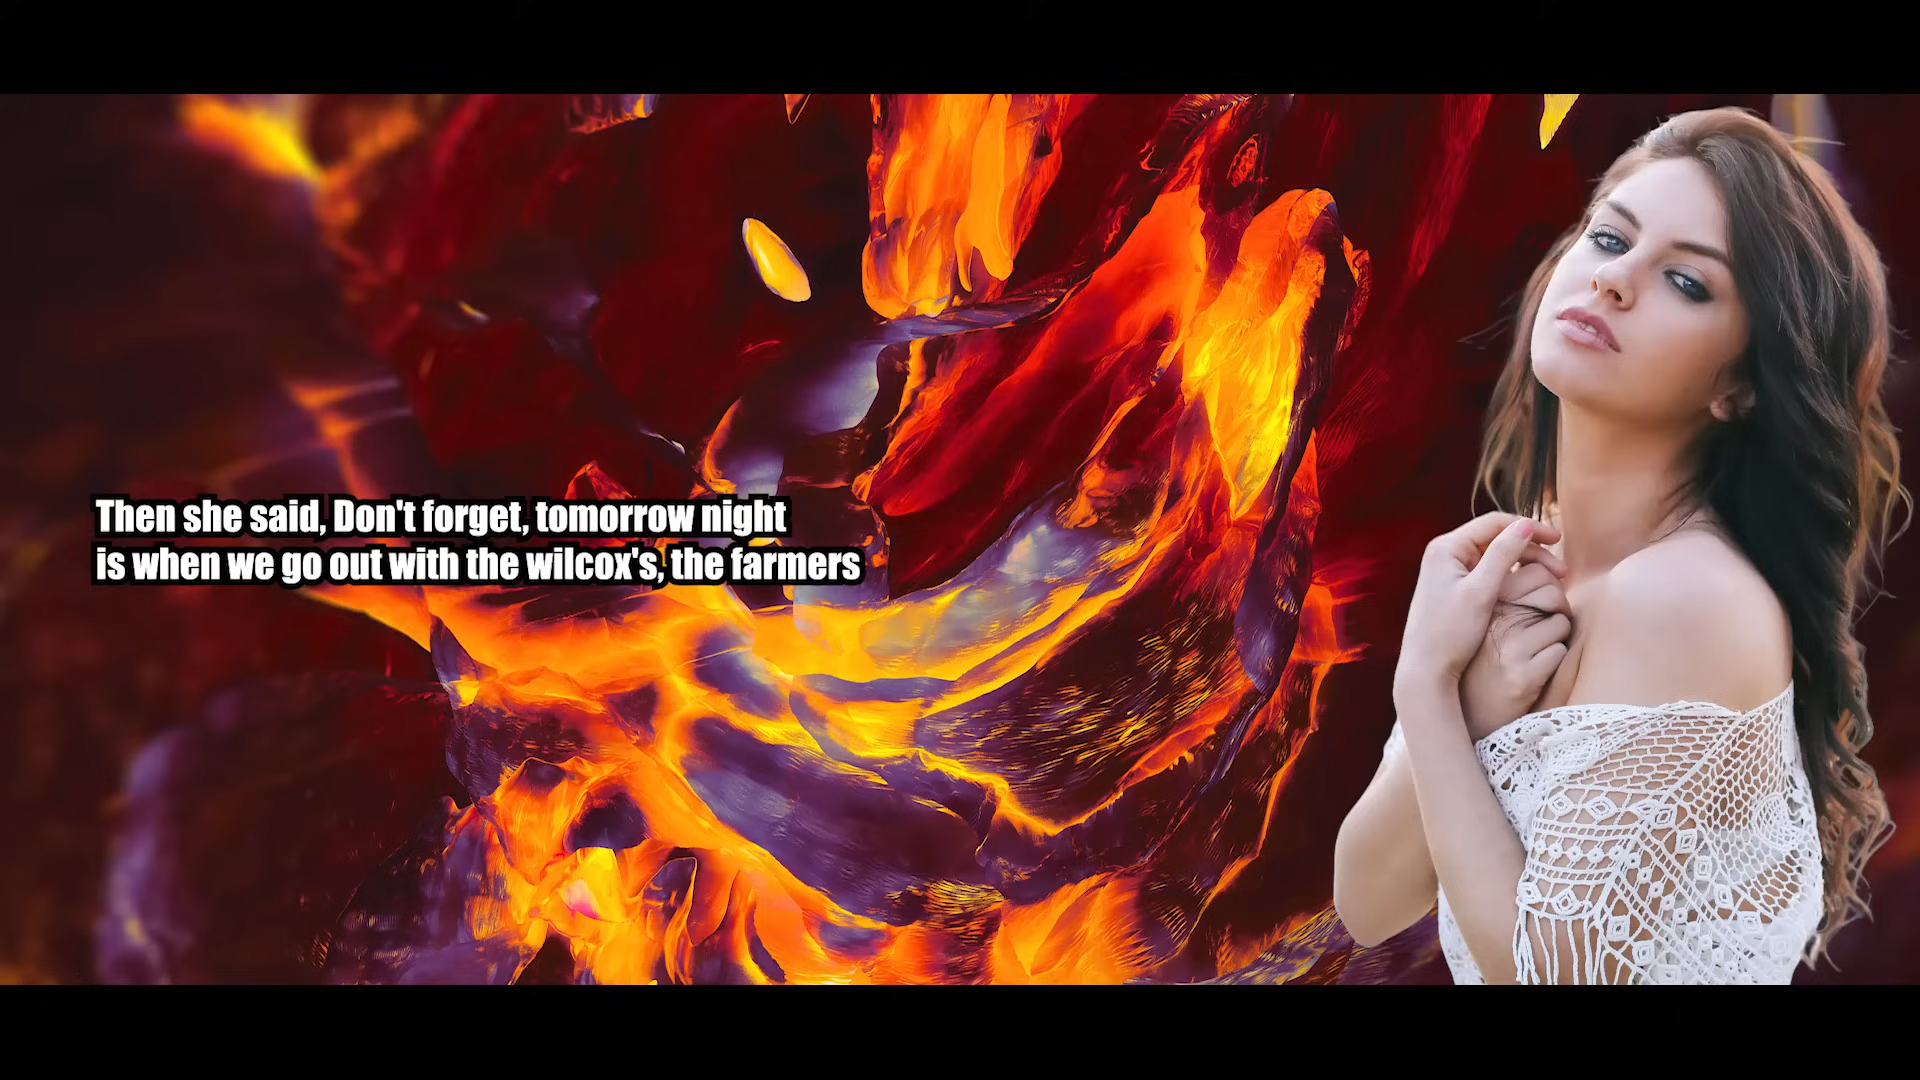 Then she said, Don't forget, tomorrow night
is when we go out with the wilcox's, the farmers